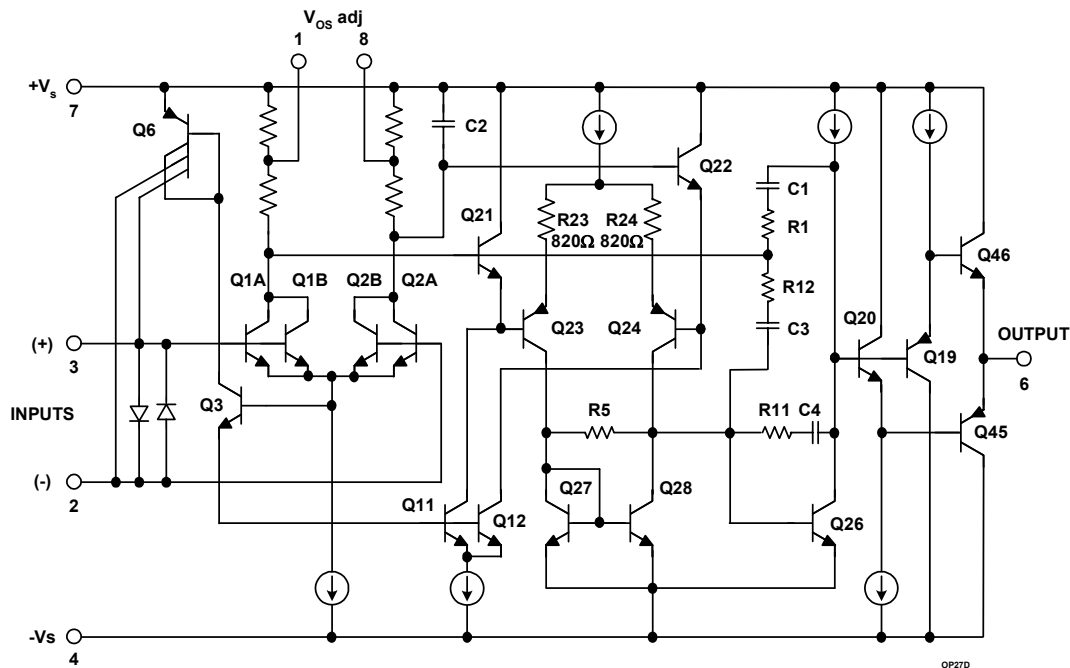 V_OS adj
1 8
+V_s
7
Q6
C2
Q22
C1
Q21
R23
820Ω
R24
820Ω
R1
Q46
Q1A Q1B Q2B Q2A
R12
Q23
Q24
C3
Q20
OUTPUT
(+)
3
Q19
6
INPUTS
Q3
R5
R11 C4
Q45
(-)
2
Q27
Q28
Q11
Q12
Q26
-Vs
4
OP27D